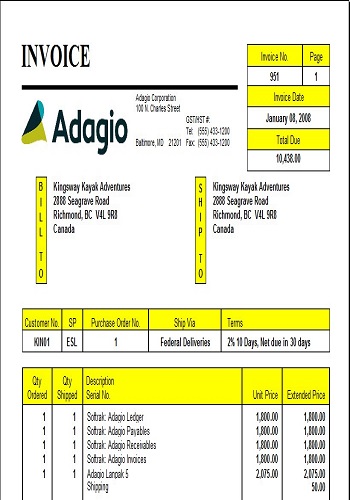 INVOICE
Invoice No. Page
951 1
Invoice Date
January 08, 2008
Total Due
10,438.00
Adagio
Adagio Corporation
100 N. Charles Street
GST/HST #:
Tel: (555) 433-1200
Baltimore, MD 21201 Fax: (555) 433-1200
BILL TO
Kingsway Kayak Adventures
2888 Seagrave Road
Richmond, BC V4L 9R8
Canada
SHIP TO
Kingsway Kayak Adventures
2888 Seagrave Road
Richmond, BC V4L 9R8
Canada
Customer No. SP Purchase Order No. Ship Via Terms
KIN01 ESL 1 Federal Deliveries 2% 10 Days, Net due in 30 days
Qty Ordered Qty Shipped Description Serial No. Unit Price Extended Price
1 1 Softrak: Adagio Ledger 1,800.00 1,800.00
1 1 Softrak: Adagio Payables 1,800.00 1,800.00
1 1 Softrak: Adagio Receivables 1,800.00 1,800.00
1 1 Softrak: Adagio Invoices 1,800.00 1,800.00
1 1 Adagio Lanpak 5 2,075.00 2,075.00
Shipping 50.00